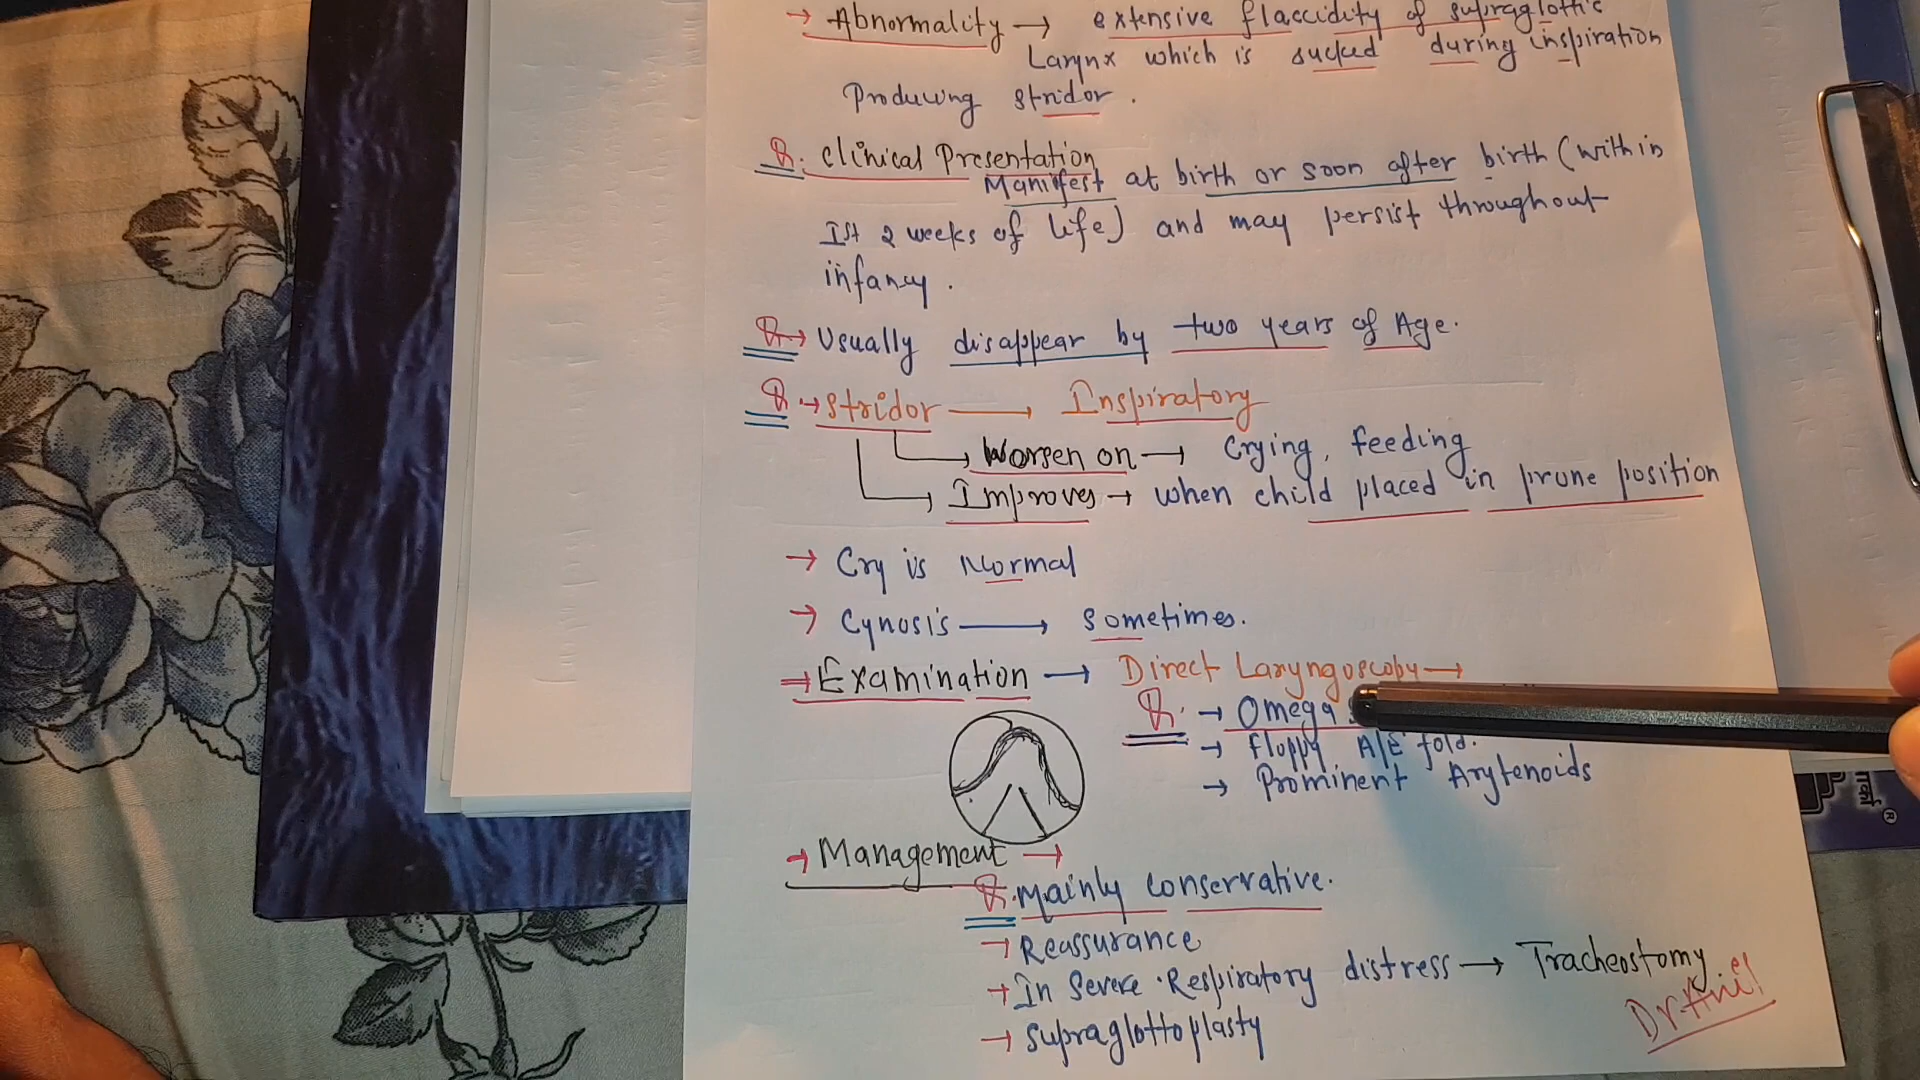 → Abnormality → extensive flaccidity of supraglottic
Larynx which is sucked during inspiration
Producing stridor .
Q. Clinical Presentation
Manifest at birth or soon after birth (within
Ist 2 weeks of life) and may persist throughout
infancy .
Q→ Usually disappear by two years of Age.
Q.→ Stridor → Inspiratory
→ Worsen on → Crying, feeding
→ Improves → when child placed in prone position
→ Cry is Normal
→ Cynosis → sometimes.
⇒ Examination → Direct Laryngoscopy →
Q. → Omega
→ Floppy A/E fold.
→ Prominent Arytenoids
→ Management →
Q. Mainly conservative.
→ Reassurance
→ In Severe Respiratory distress → Tracheostomy.
→ Supraglottoplasty